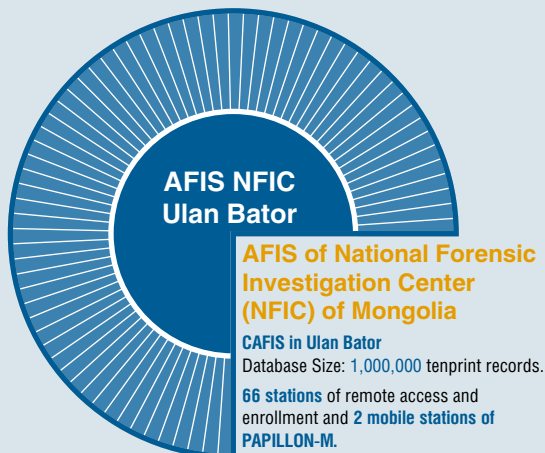 AFIS NFIC
Ulan Bator
AFIS of National Forensic
Investigation Center
(NFIC) of Mongolia
CAFIS in Ulan Bator
Database Size: 1,000,000 tenprint records.
66 stations of remote access and
enrollment and 2 mobile stations of
PAPILLON-M.